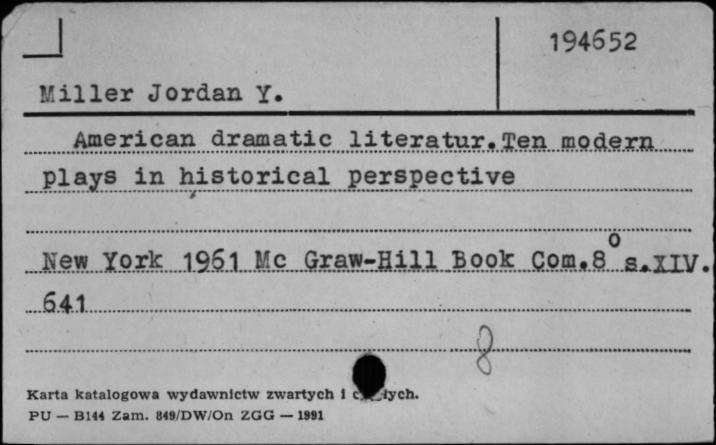 194652
Miller Jordan Y.
American dramatic literatur.Ten modern
plays in historical perspective
New York 1961 Mc Graw-Hill Book Com.8° s.XIV.
641
8
Karta katalogowa wydawnictw zwartych i
PU — B144 Zam. 849/DW/On ZGG — 1991